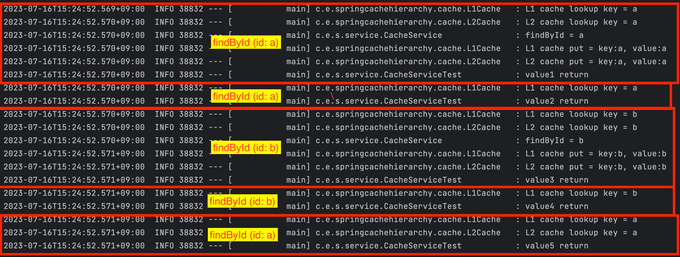 2023-07-16T15:24:52.569+09:00 INFO 38832 --- [ main] c.e.springcachehierarchy.cache.L1Cache : L1 cache lookup key = a
2023-07-16T15:24:52.570+09:00 INFO 38832 --- [ main] c.e.springcachehierarchy.cache.L2Cache : L2 cache lookup key = a
2023-07-16T15:24:52.570+09:00 INFO 38832 --- [ main] c.e.s.service.CacheService : findById = a
findById (id: a)
2023-07-16T15:24:52.570+09:00 INFO 38832 --- [ main] c.e.springcachehierarchy.cache.L1Cache : L1 cache put = key:a, value:a
2023-07-16T15:24:52.570+09:00 INFO 38832 --- [ main] c.e.springcachehierarchy.cache.L2Cache : L2 cache put = key:a, value:a
2023-07-16T15:24:52.570+09:00 INFO 38832 --- [ main] c.e.s.service.CacheServiceTest : value1 return
2023-07-16T15:24:52.570+09:00 INFO 38832 --- [ main] c.e.springcachehierarchy.cache.L1Cache : L1 cache lookup key = a
findById (id: a)
2023-07-16T15:24:52.570+09:00 INFO 38832 --- [ main] c.e.s.service.CacheServiceTest : value2 return
2023-07-16T15:24:52.570+09:00 INFO 38832 --- [ main] c.e.springcachehierarchy.cache.L1Cache : L1 cache lookup key = b
2023-07-16T15:24:52.570+09:00 INFO 38832 --- [ main] c.e.springcachehierarchy.cache.L2Cache : L2 cache lookup key = b
2023-07-16T15:24:52.570+09:00 INFO 38832 --- [ main] c.e.s.service.CacheService : findById = b
findById (id: b)
2023-07-16T15:24:52.571+09:00 INFO 38832 --- [ main] c.e.springcachehierarchy.cache.L1Cache : L1 cache put = key:b, value:b
2023-07-16T15:24:52.571+09:00 INFO 38832 --- [ main] c.e.springcachehierarchy.cache.L2Cache : L2 cache put = key:b, value:b
2023-07-16T15:24:52.571+09:00 INFO 38832 --- [ main] c.e.s.service.CacheServiceTest : value3 return
2023-07-16T15:24:52.571+09:00 INFO 38832 --- [ main] c.e.springcachehierarchy.cache.L1Cache : L1 cache lookup key = b
findById (id: b)
2023-07-16T15:24:52.571+09:00 INFO 38832 --- [ main] c.e.s.service.CacheServiceTest : value4 return
2023-07-16T15:24:52.571+09:00 INFO 38832 --- [ main] c.e.springcachehierarchy.cache.L1Cache : L1 cache lookup key = a
2023-07-16T15:24:52.571+09:00 INFO 38832 --- [ main] c.e.springcachehierarchy.cache.L2Cache : L2 cache lookup key = a
findById (id: a)
2023-07-16T15:24:52.571+09:00 INFO 38832 --- [ main] c.e.s.service.CacheServiceTest : value5 return